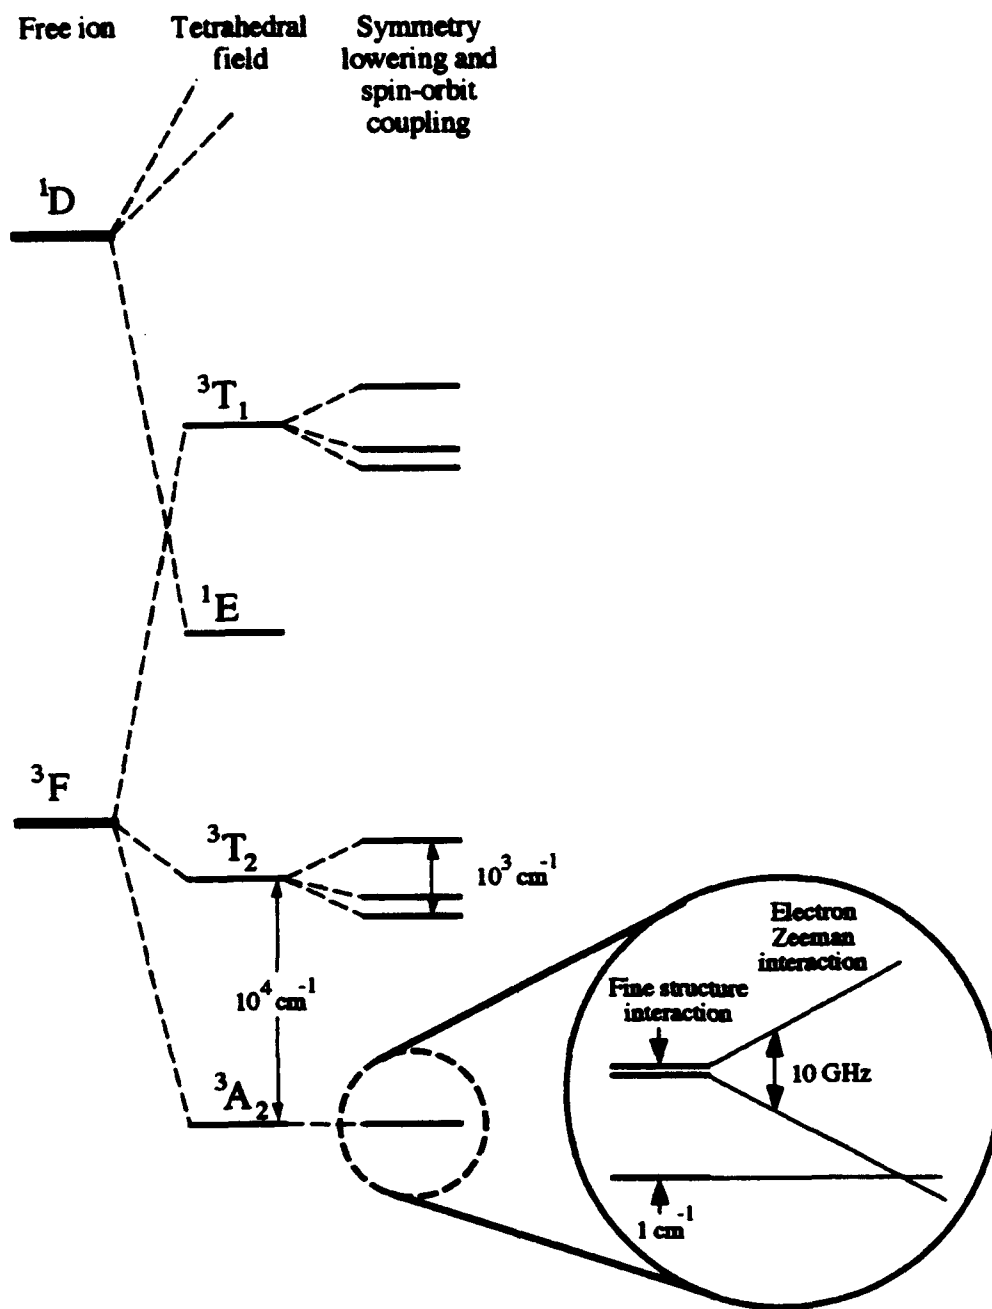 Free ion
Tetrahedral
field
Symmetry
lowering and
spin-orbit
coupling
¹D
³T₁
¹E
³F
³T₂
10³ cm⁻¹
10⁴ cm⁻¹
³A₂
Electron
Zeeman
interaction
Fine structure
interaction
10 GHz
1 cm⁻¹